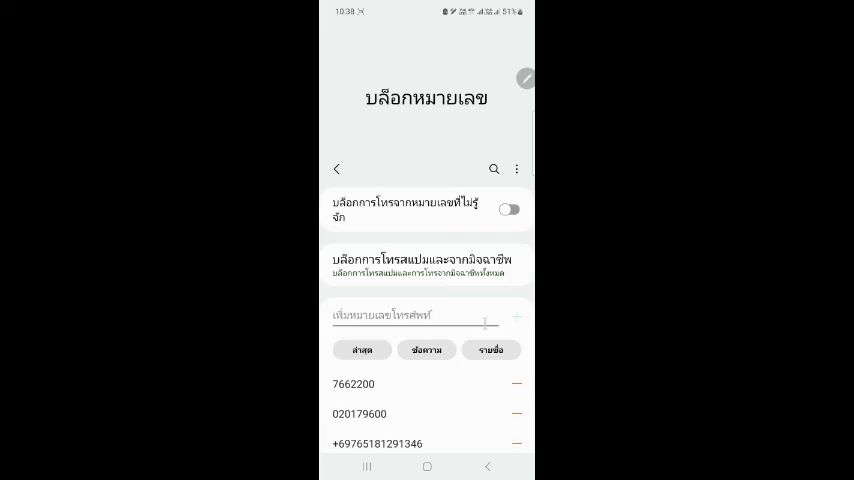 10:38
51%
บล็อกหมายเลข
บล็อกการโทรจากหมายเลขที่ไม่รู้
จัก
บล็อกการโทรสแปมและจากมิจฉาชีพ
บล็อกการโทรสแปมและการโทรจากมิจฉาชีพทั้งหมด
เพิ่มหมายเลขโทรศัพท์
ล่าสุด
ข้อความ
รายชื่อ
7662200
020179600
+69765181291346